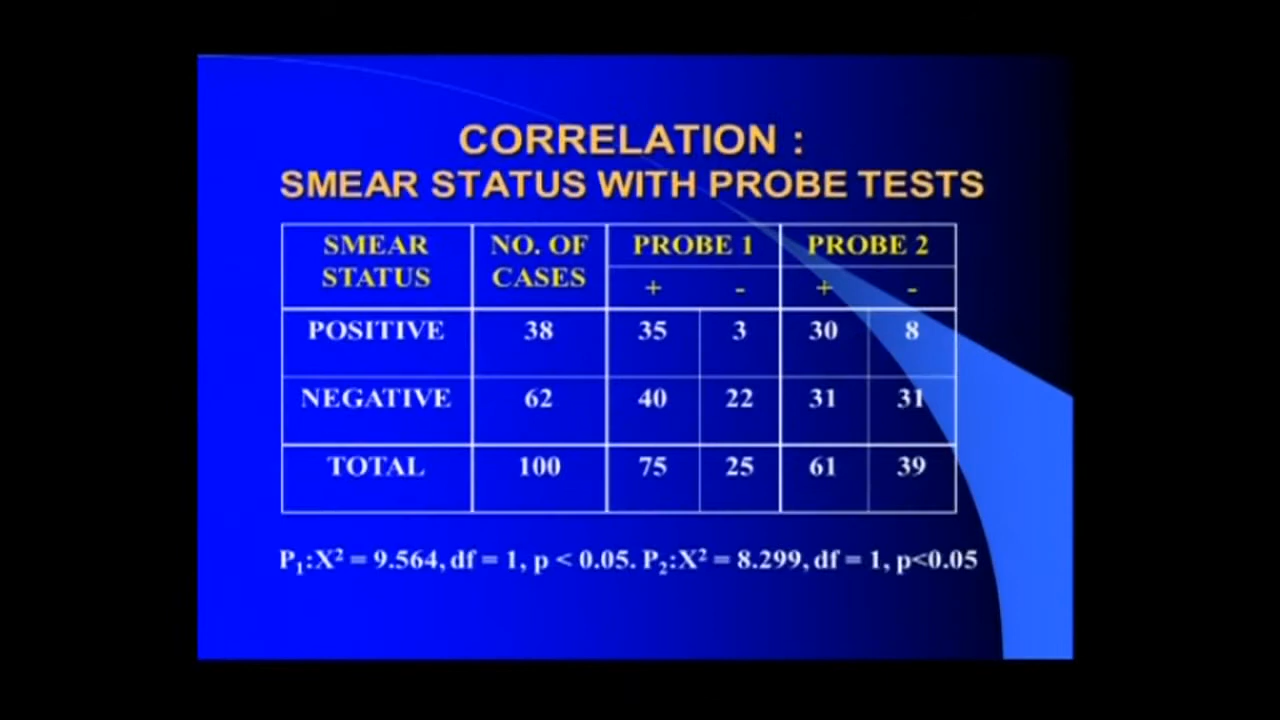 CORRELATION :
SMEAR STATUS WITH PROBE TESTS
SMEAR STATUS NO. OF CASES PROBE 1 PROBE 2
+ - + -
POSITIVE 38 35 3 30 8
NEGATIVE 62 40 22 31 31
TOTAL 100 75 25 61 39
P₁:X² = 9.564, df = 1, p < 0.05. P₂:X² = 8.299, df = 1, p<0.05